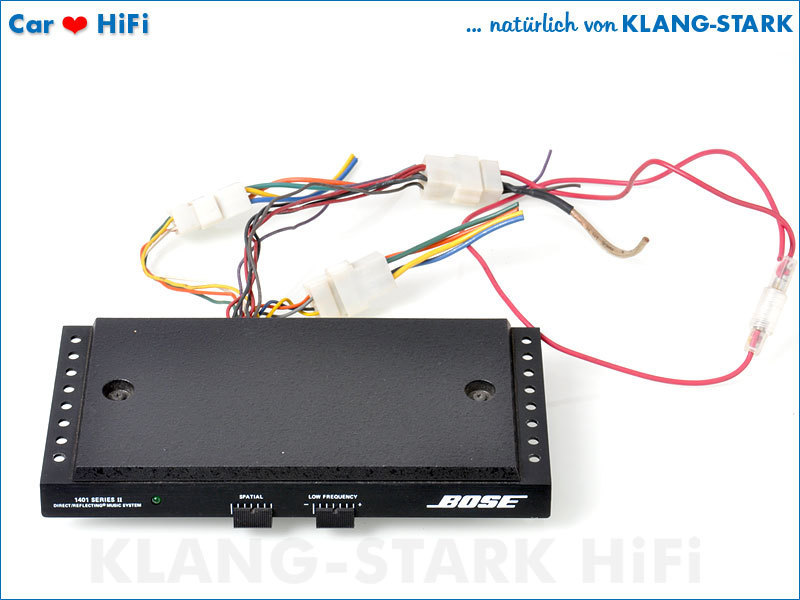 Car ❤ HiFi
... natürlich von KLANG-STARK
1401 SERIES II
DIRECT/REFLECTING® MUSIC SYSTEM
SPATIAL
LOW FREQUENCY
- +
BOSE
KLANG-STARK HiFi